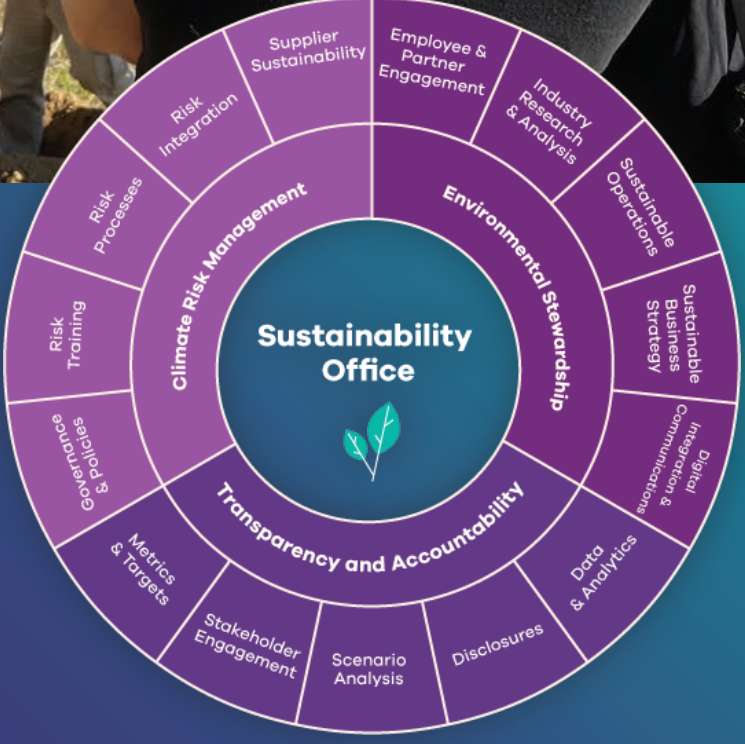 Sustainability
Office
Environmental Stewardship
Employee &
Partner
Engagement
Industry
Research
& Analysis
Sustainable
Operations
Sustainable
Business
Strategy
Digital
Integration &
Communications
Transparency and Accountability
Data
& Analytics
Disclosures
Scenario
Analysis
Stakeholder
Engagement
Metrics
& Targets
Climate Risk Management
Governance
& Policies
Risk
Training
Risk
Processes
Risk
Integration
Supplier
Sustainability